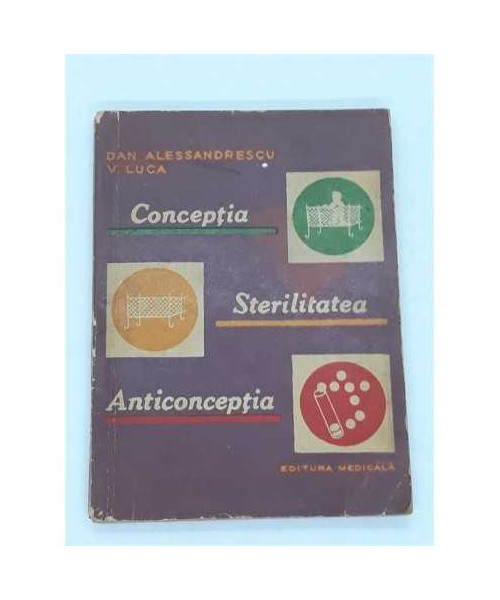 DAN ALESSANDRESCU
V. LUCA
Concepția
Sterilitatea
Anticoncepția
EDITURA MEDICALĂ